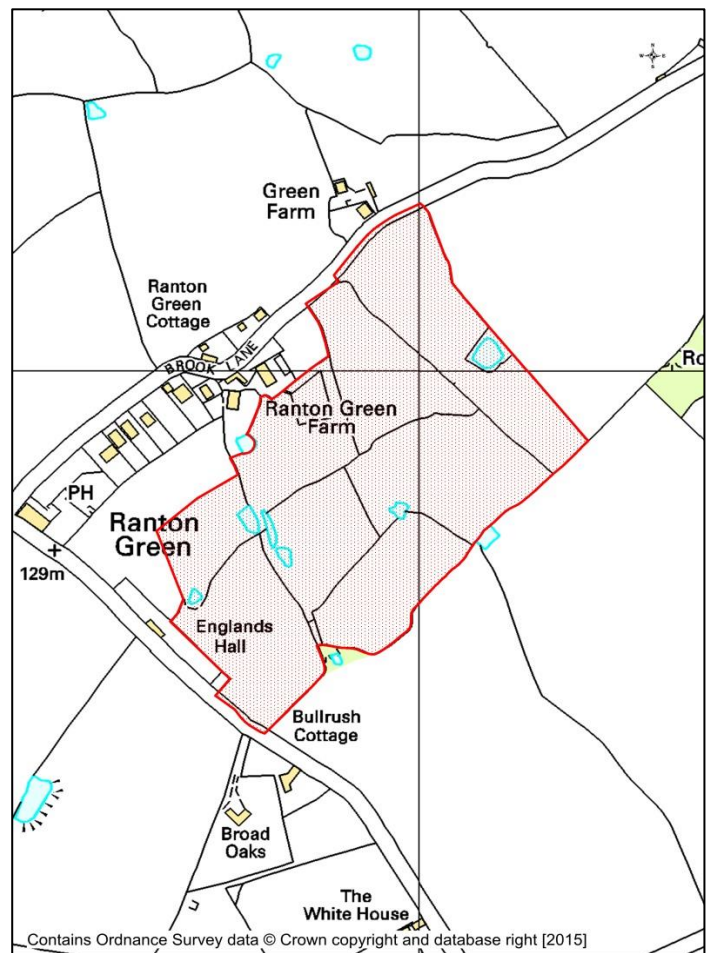 N
W E
S
Green
Farm
Ranton
Green
Cottage
BROOK LANE
Ro
Ranton Green
Farm
PH
Ranton
Green
129m
Englands
Hall
Bullrush
Cottage
Broad
Oaks
The
White House
Contains Ordnance Survey data © Crown copyright and database right [2015]